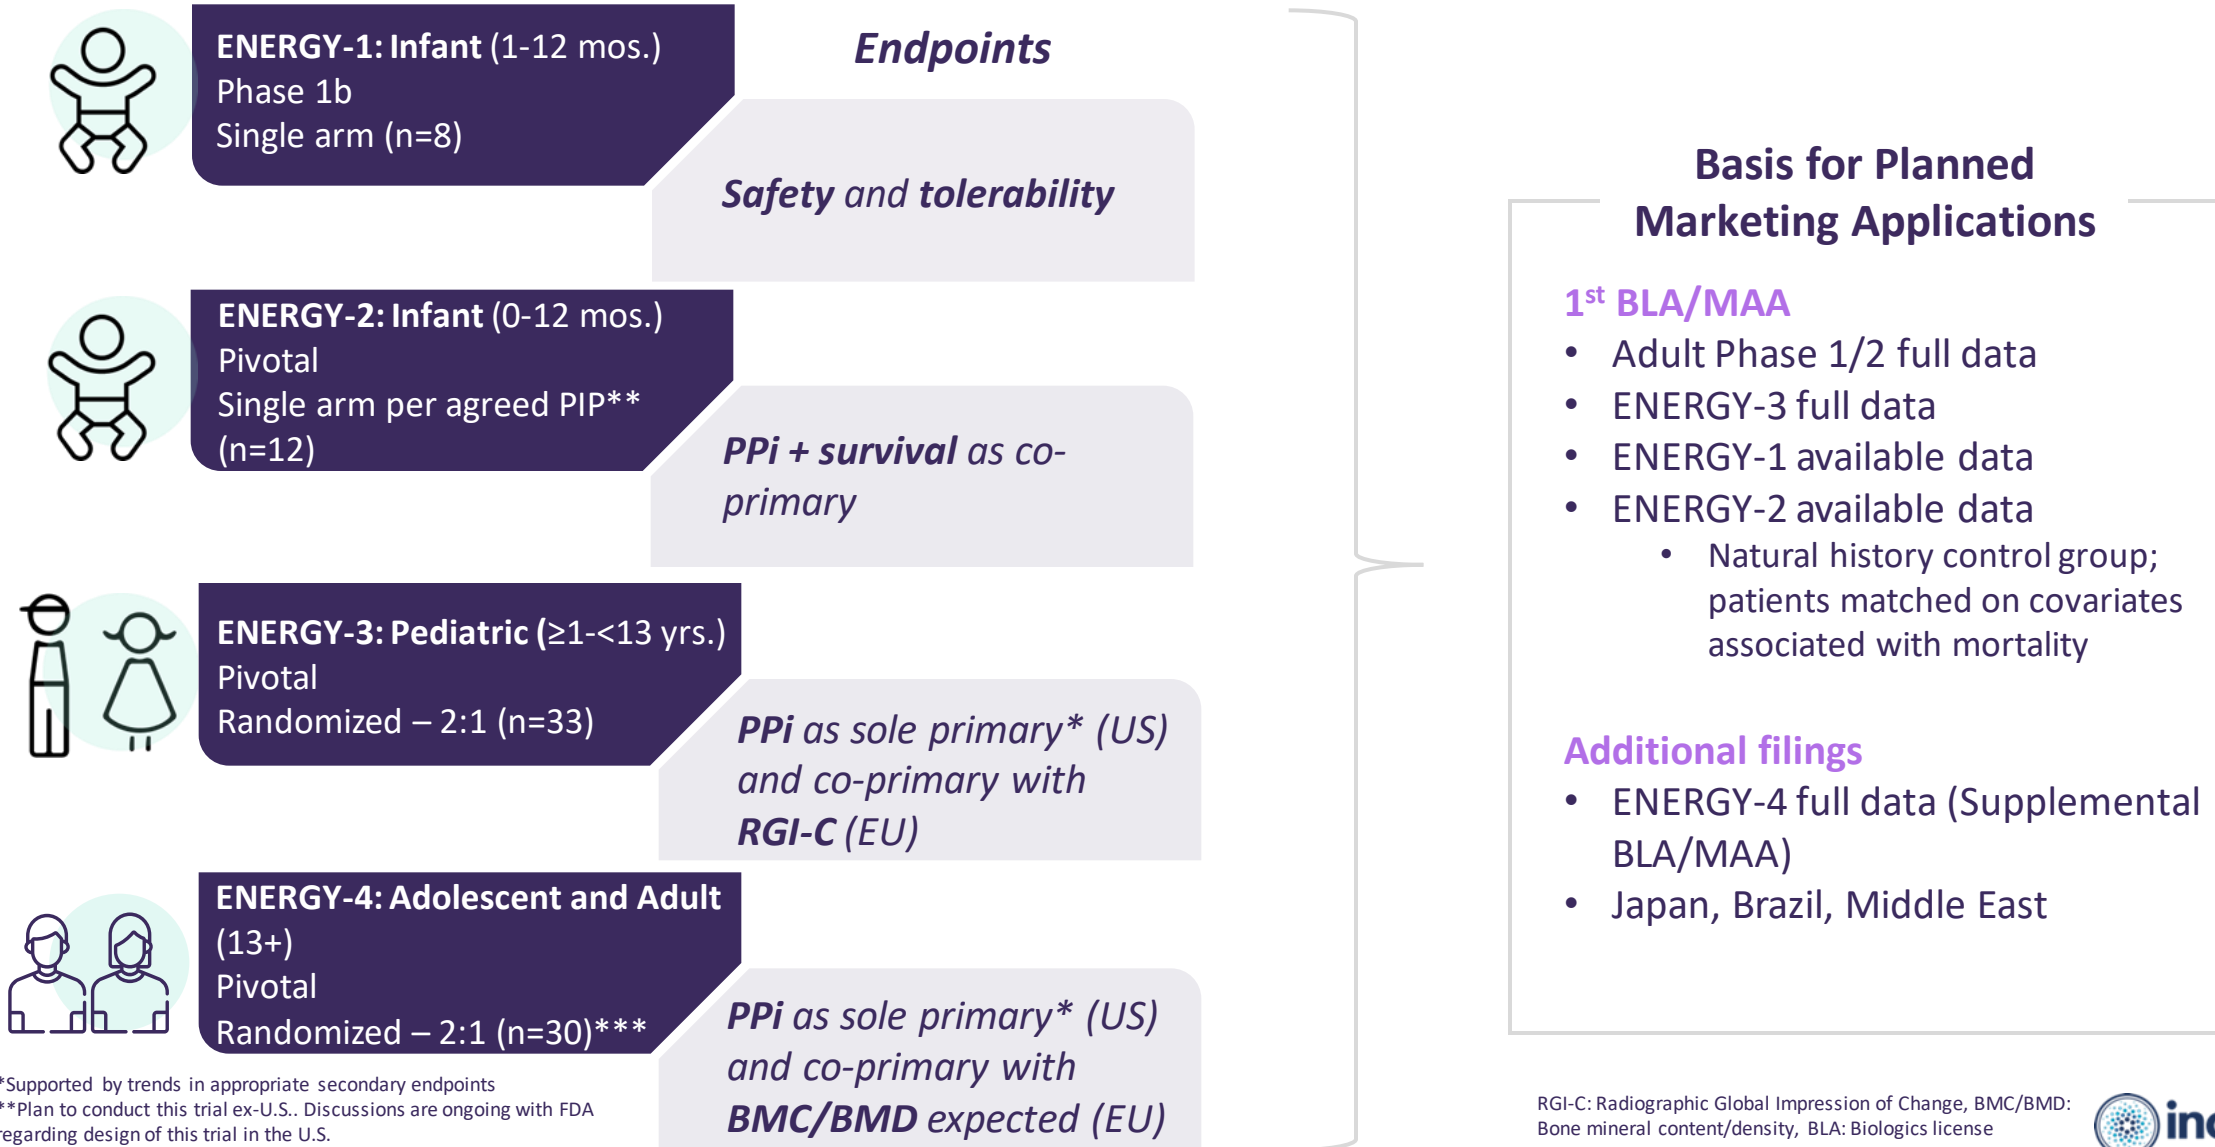 ENERGY-1: Infant (1-12 mos.)
Phase 1b
Single arm (n=8)
Endpoints
Safety and tolerability
ENERGY-2: Infant (0-12 mos.)
Pivotal
Single arm per agreed PIP**
(n=12)
PPi + survival as co-
primary
ENERGY-3: Pediatric (≥1-<13 yrs.)
Pivotal
Randomized – 2:1 (n=33)
PPi as sole primary* (US)
and co-primary with
RGI-C (EU)
ENERGY-4: Adolescent and Adult
(13+)
Pivotal
Randomized – 2:1 (n=30)***
PPi as sole primary* (US)
and co-primary with
BMC/BMD expected (EU)
*Supported by trends in appropriate secondary endpoints
**Plan to conduct this trial ex-U.S.. Discussions are ongoing with FDA
regarding design of this trial in the U.S.
Basis for Planned
Marketing Applications
1st BLA/MAA
• Adult Phase 1/2 full data
• ENERGY-3 full data
• ENERGY-1 available data
• ENERGY-2 available data
• Natural history control group;
patients matched on covariates
associated with mortality
Additional filings
• ENERGY-4 full data (Supplemental
BLA/MAA)
• Japan, Brazil, Middle East
RGI-C: Radiographic Global Impression of Change, BMC/BMD:
Bone mineral content/density, BLA: Biologics license